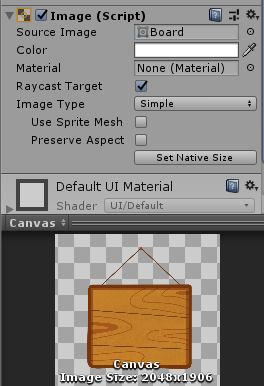 Image (Script)
Source Image Board
Color
Material None (Material)
Raycast Target
Image Type Simple
Use Sprite Mesh
Preserve Aspect
Set Native Size
Default UI Material
Shader UI/Default
Canvas
Canvas
Image Size: 2048x1906